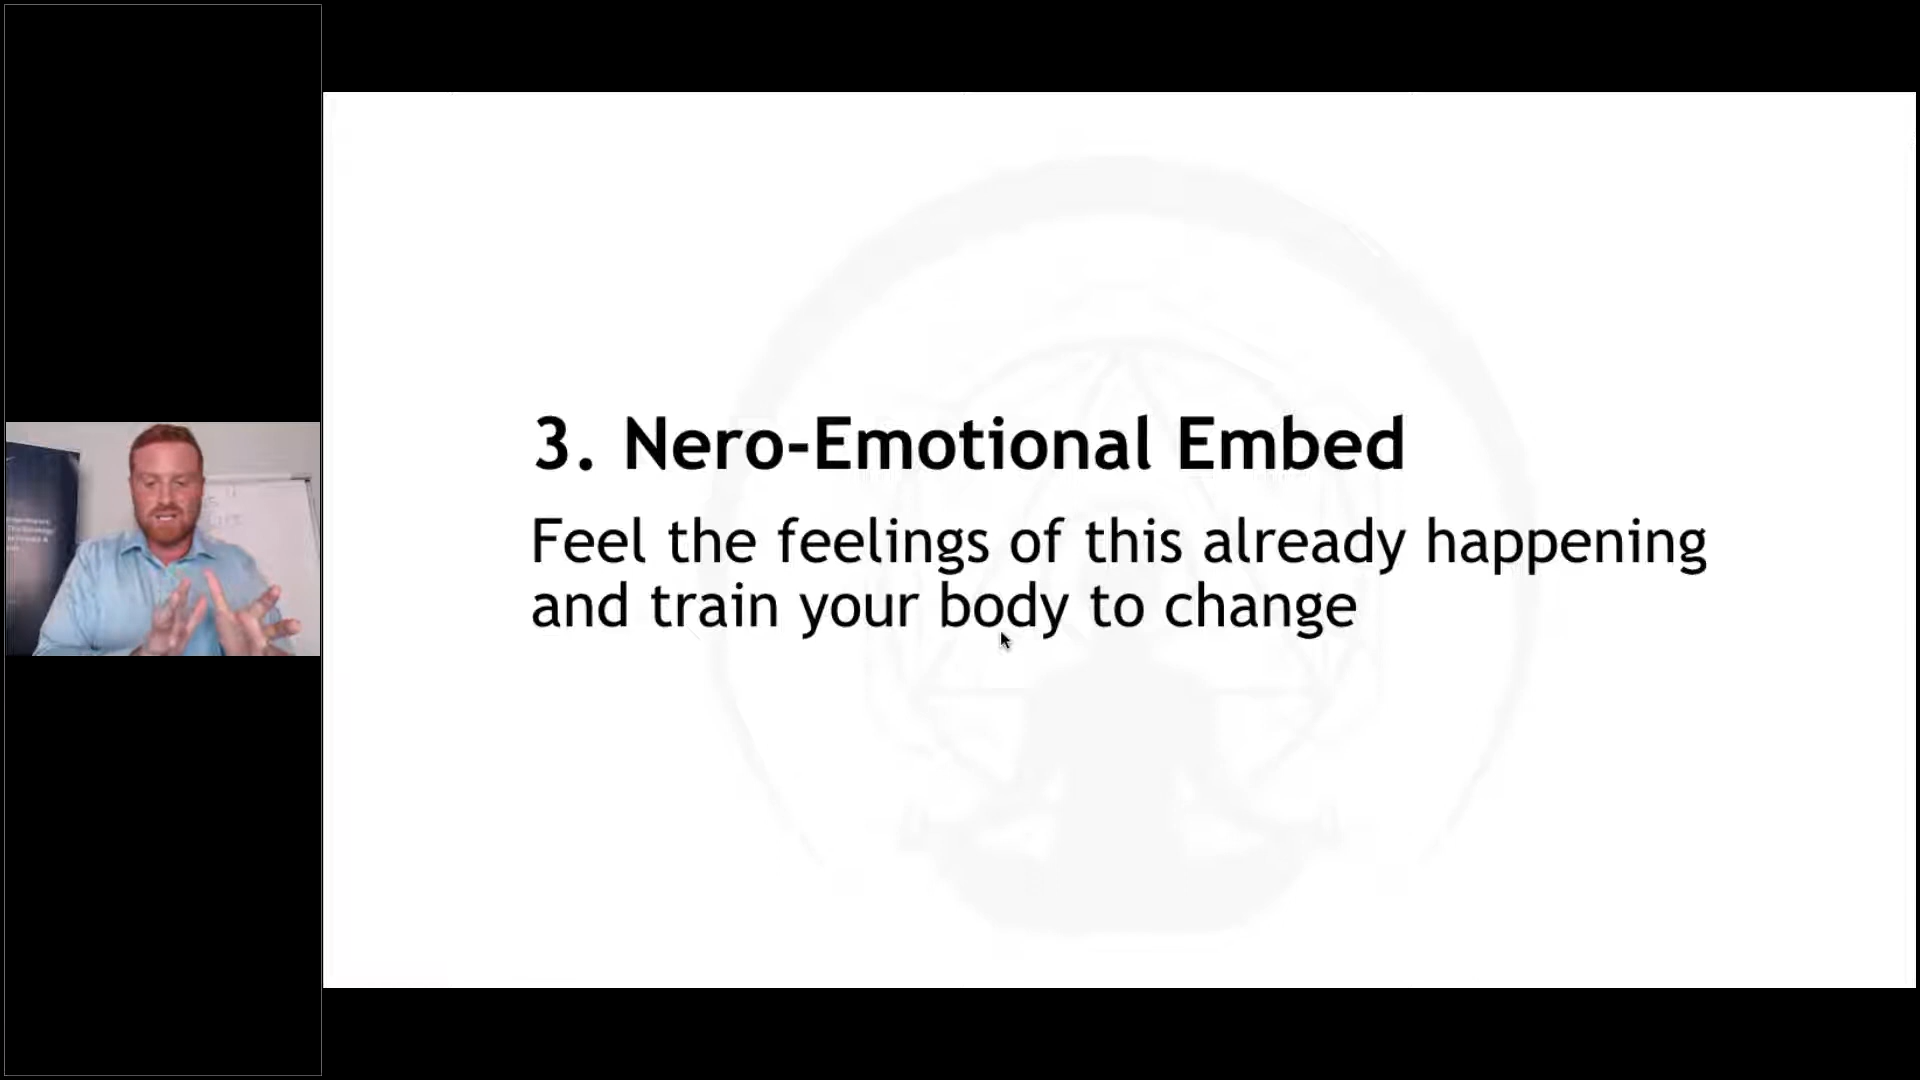 3. Nero-Emotional Embed
Feel the feelings of this already happening
and train your body to change